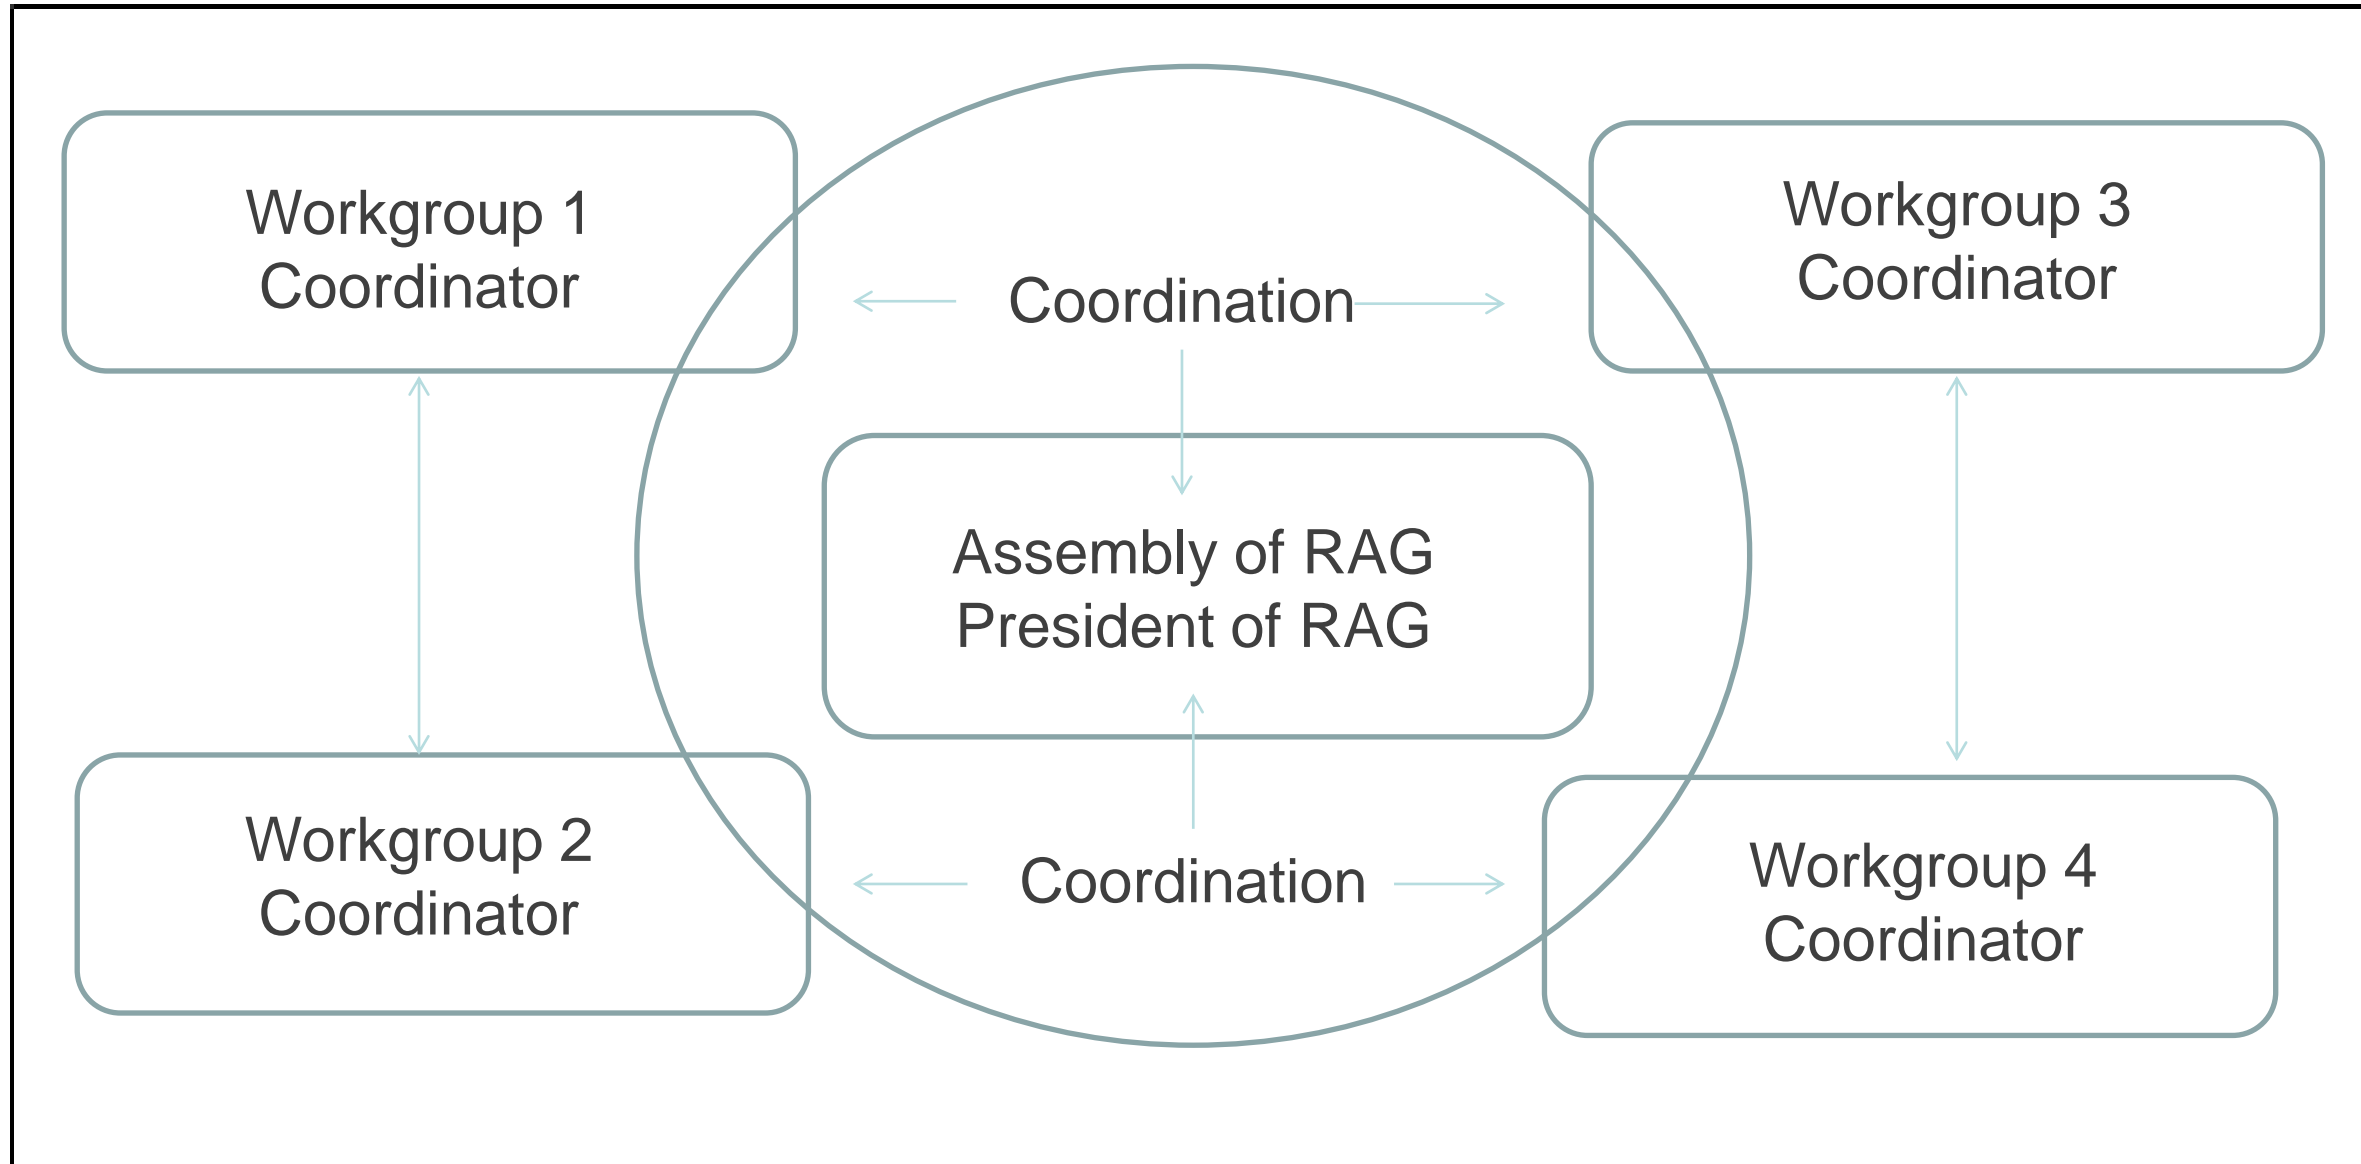 Workgroup 1
Coordinator
Coordination
Workgroup 3
Coordinator
Assembly of RAG
President of RAG
Workgroup 2
Coordinator
Coordination
Workgroup 4
Coordinator